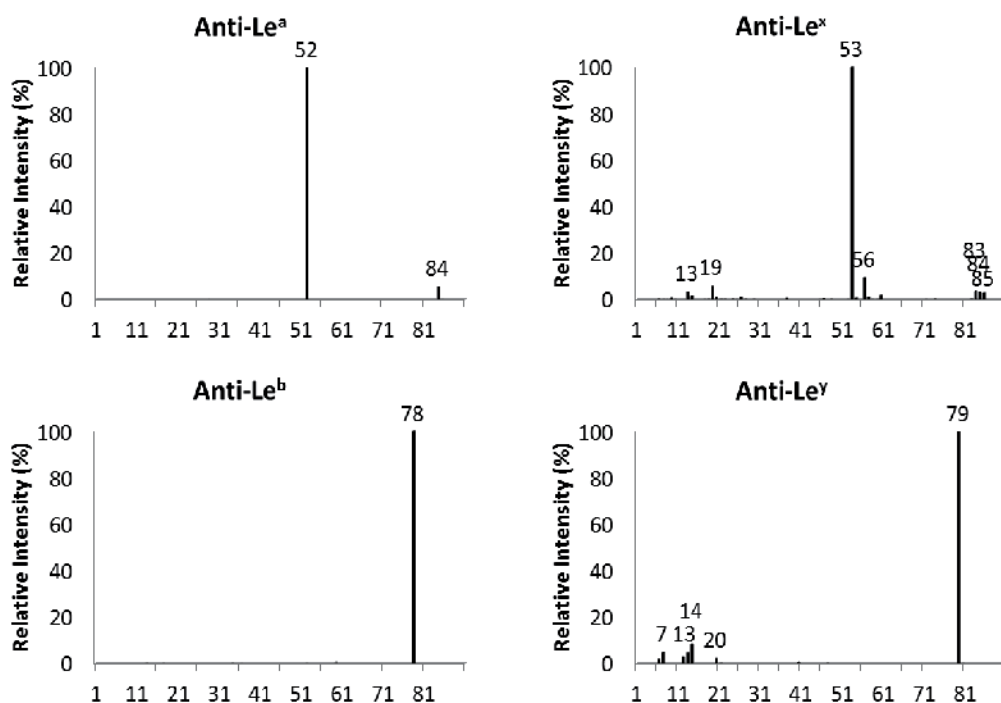 Anti-Leᵃ
Relative Intensity (%)
100
80
60
40
20
0
52
84
1 11 21 31 41 51 61 71 81
Anti-Leˣ
Relative Intensity (%)
100
80
60
40
20
0
53
13 19
56
83
84
85
1 11 21 31 41 51 61 71 81
Anti-Leᵇ
Relative Intensity (%)
100
80
60
40
20
0
78
1 11 21 31 41 51 61 71 81
Anti-Leʸ
Relative Intensity (%)
100
80
60
40
20
0
79
14
7 13 20
1 11 21 31 41 51 61 71 81